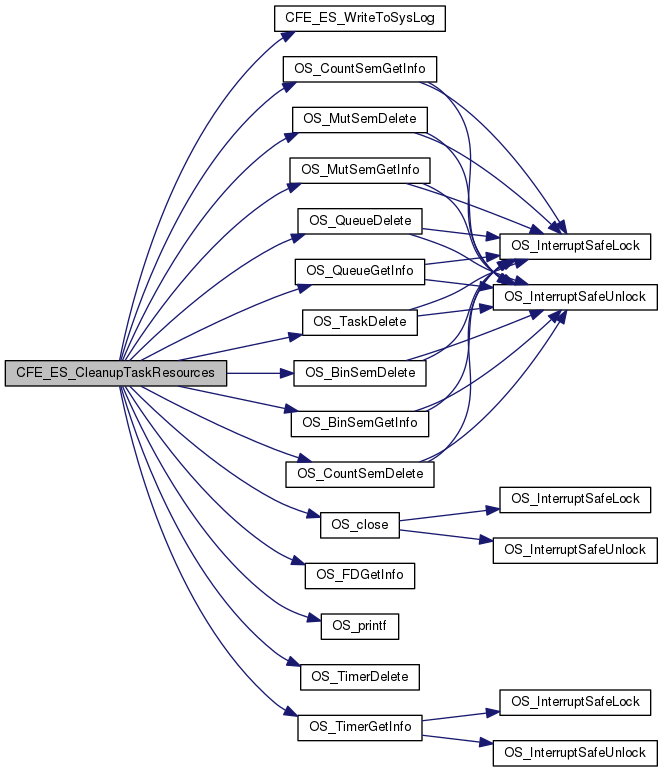 CFE_ES_WriteToSysLog
OS_CountSemGetInfo
OS_MutSemDelete
OS_MutSemGetInfo
OS_QueueDelete
OS_InterruptSafeLock
OS_QueueGetInfo
OS_InterruptSafeUnlock
OS_TaskDelete
CFE_ES_CleanupTaskResources
OS_BinSemDelete
OS_BinSemGetInfo
OS_CountSemDelete
OS_InterruptSafeLock
OS_close
OS_InterruptSafeUnlock
OS_FDGetInfo
OS_printf
OS_TimerDelete
OS_InterruptSafeLock
OS_TimerGetInfo
OS_InterruptSafeUnlock